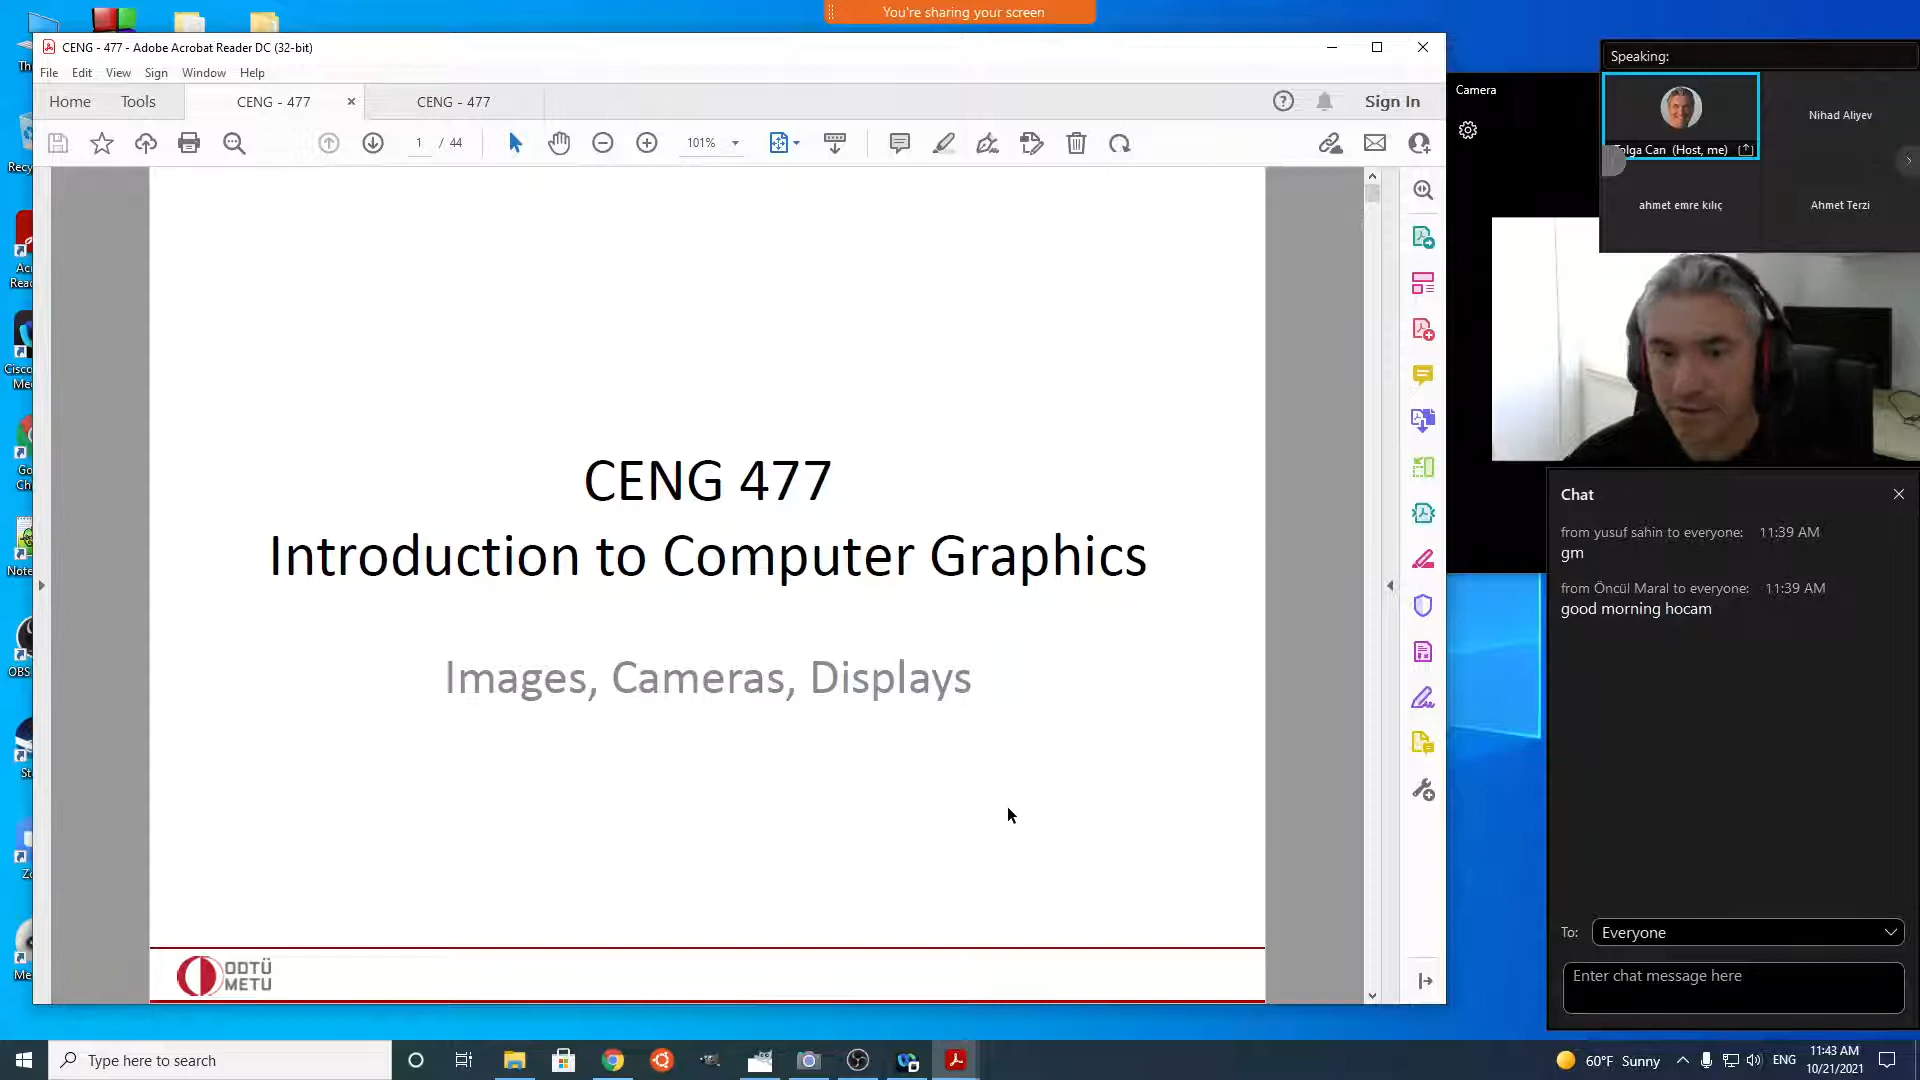 You're sharing your screen
CENG - 477 - Adobe Acrobat Reader DC (32-bit)
File Edit View Sign Window Help
Home Tools CENG - 477 CENG - 477 Sign In
1 / 44 101%
CENG 477
Introduction to Computer Graphics
Images, Cameras, Displays
ODTÜ
METU
Camera
Speaking:
Tolga Can (Host, me)
Nihad Aliyev
ahmet emre kılıç
Ahmet Terzi
Chat
from yusuf sahin to everyone: 11:39 AM
gm
from Öncül Maral to everyone: 11:39 AM
good morning hocam
To: Everyone
Enter chat message here
Type here to search
60°F Sunny
ENG
11:43 AM
10/21/2021